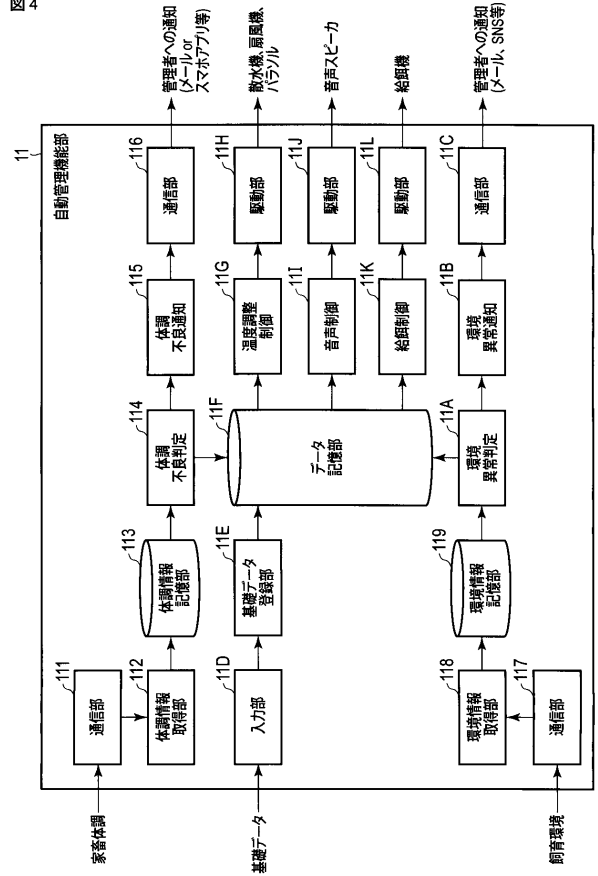 図4
11
自動管理機能部
家畜体調
111
通信部
112
体調情報
取得部
113
体調情報
記憶部
114
体調
不良判定
115
体調
不良通知
116
通信部
管理者への通知
(メール or
スマホアプリ等)
基礎データ
11D
入力部
11E
基礎データ
登録部
11F
データ
記憶部
11G
温度調整
制御
11H
駆動部
散水機、扇風機、
パラソル
11I
音声制御
11J
駆動部
音声スピーカ
11K
給餌制御
11L
駆動部
給餌機
飼育環境
117
通信部
118
環境情報
取得部
119
環境情報
記憶部
11A
環境
異常判定
11B
環境
異常通知
11C
通信部
管理者への通知
(メール、SNS等)